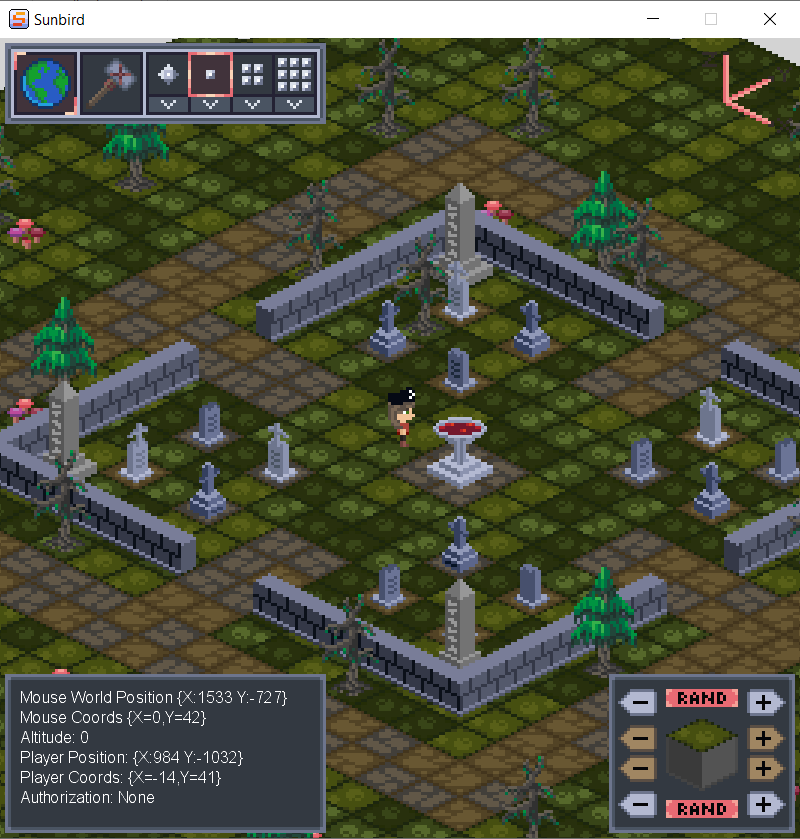 Sunbird
Mouse World Position {X:1533 Y:-727}
Mouse Coords {X=0,Y=42}
Altitude: 0
Player Position: {X:984 Y:-1032}
Player Coords: {X=-14,Y=41}
Authorization: None
RAND
RAND